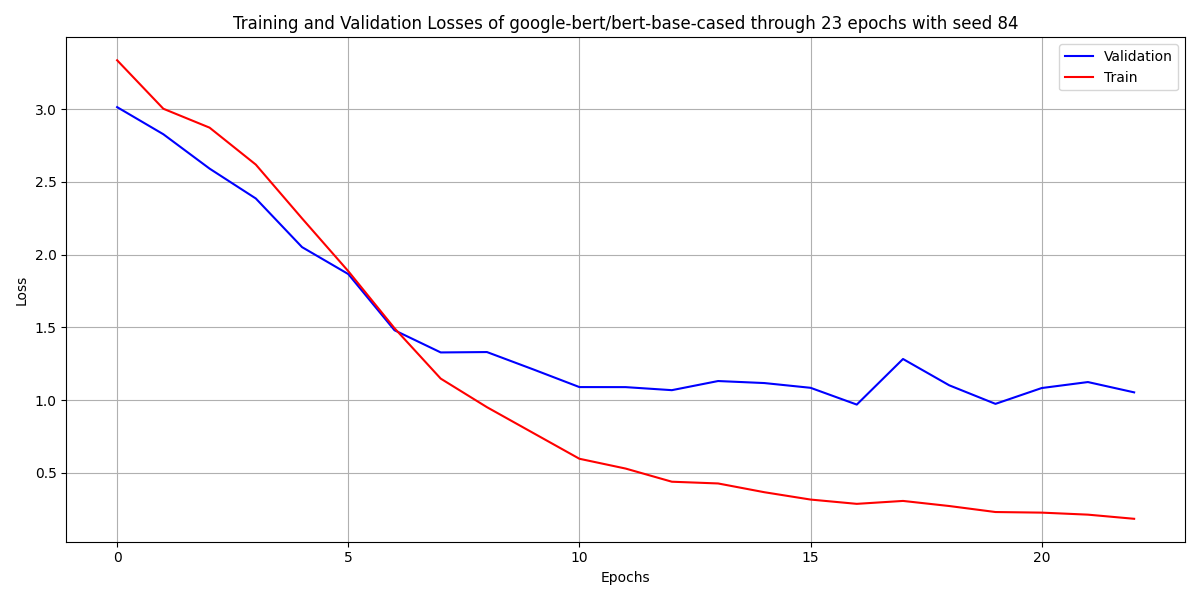 Training and Validation Losses of google-bert/bert-base-cased through 23 epochs with seed 84
Validation
Train
Loss
3.0
2.5
2.0
1.5
1.0
0.5
0 5 10 15 20
Epochs